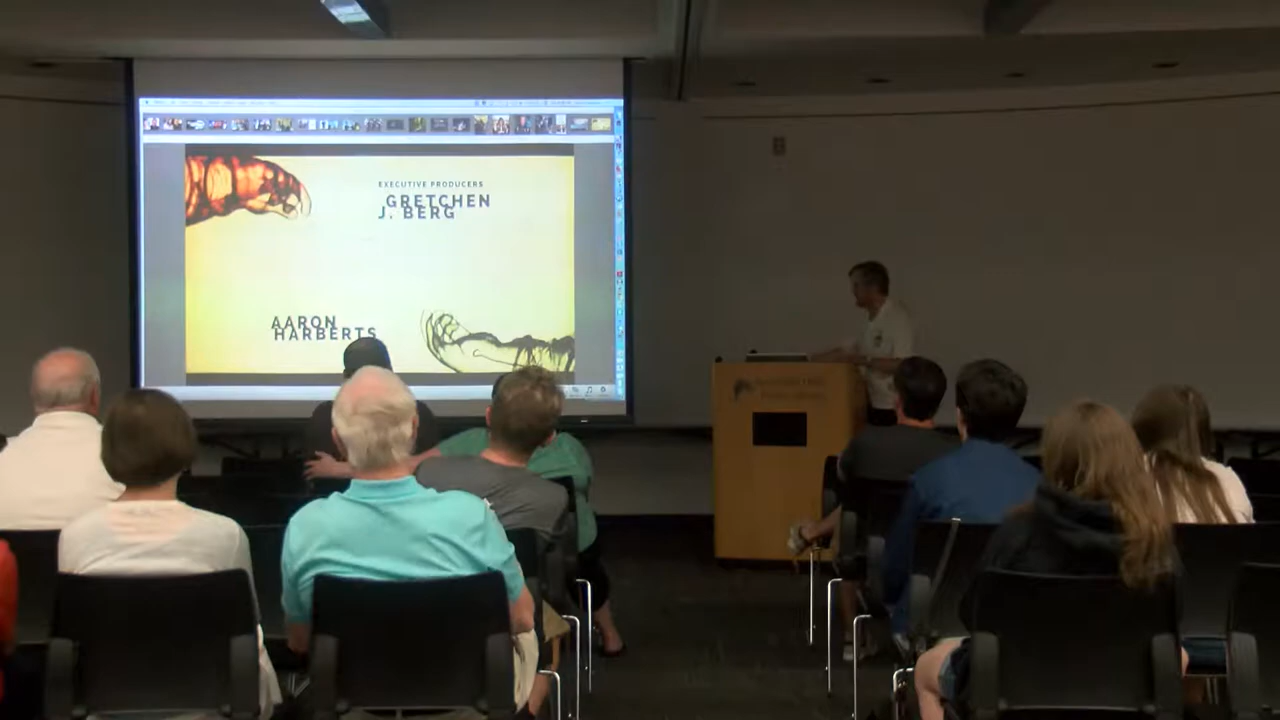 EXECUTIVE PRODUCERS
GRETCHEN
J. BERG
AARON
HARBERTS